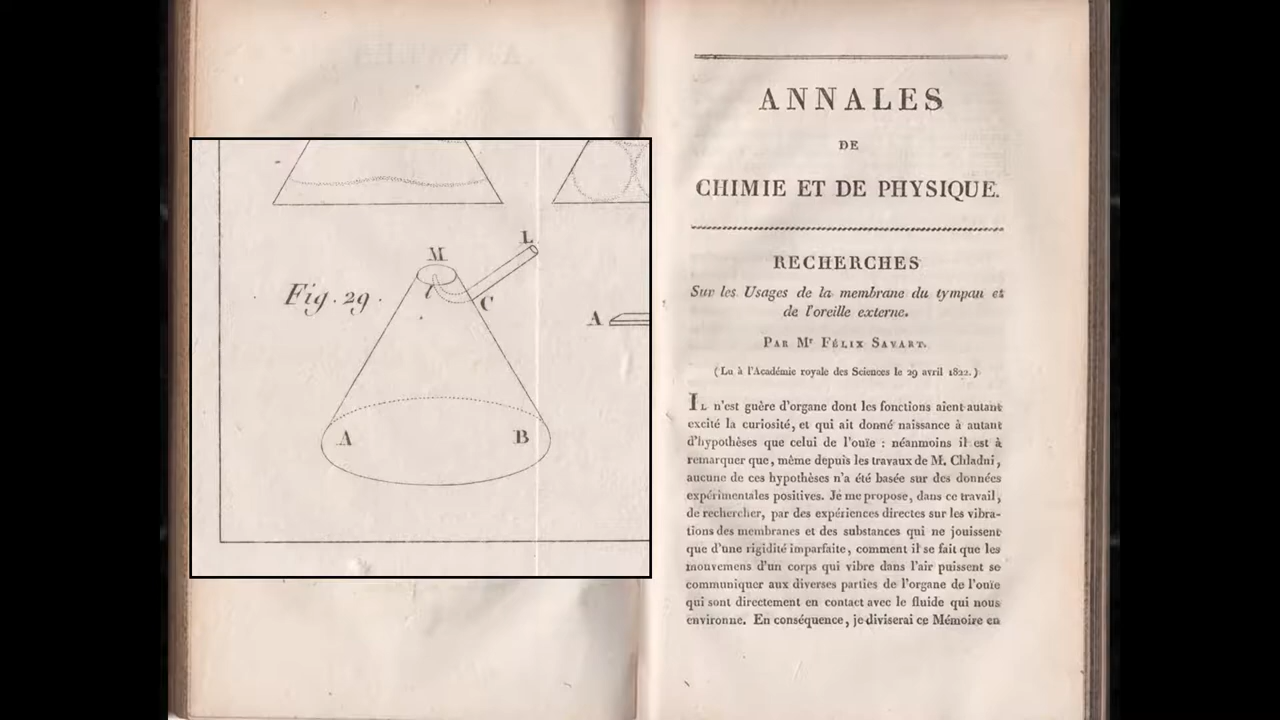 L
M
Fig. 29.
l
C
A
A
B
ANNALES
DE
CHIMIE ET DE PHYSIQUE.
RECHERCHES
Sur les Usages de la membrane du tympan et
de l'oreille externe.
Par Mr Félix Savart.
(Lu à l'Académie royale des Sciences le 29 avril 1822.)
Il n'est guère d'organe dont les fonctions aient autant
excité la curiosité, et qui ait donné naissance à autant
d'hypothèses que celui de l'ouïe : néanmoins il est à
remarquer que, même depuis les travaux de M. Chladni,
aucune de ces hypothèses n'a été basée sur des données
expérimentales positives. Je me propose, dans ce travail,
de rechercher, par des expériences directes sur les vibra-
tions des membranes et des substances qui ne jouissent
que d'une rigidité imparfaite, comment il se fait que les
mouvemens d'un corps qui vibre dans l'air puissent se
communiquer aux diverses parties de l'organe de l'ouïe
qui sont directement en contact avec le fluide qui nous
environne. En conséquence, je diviserai ce Mémoire en